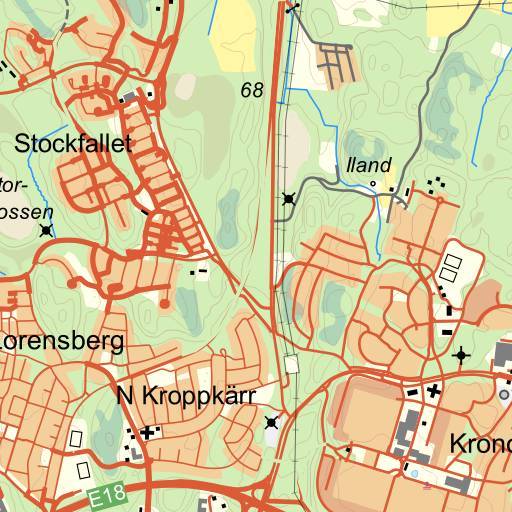 68
Stockfallet
Iland
tor-
ossen
Lorensberg
N Kroppkärr
Krono
E18